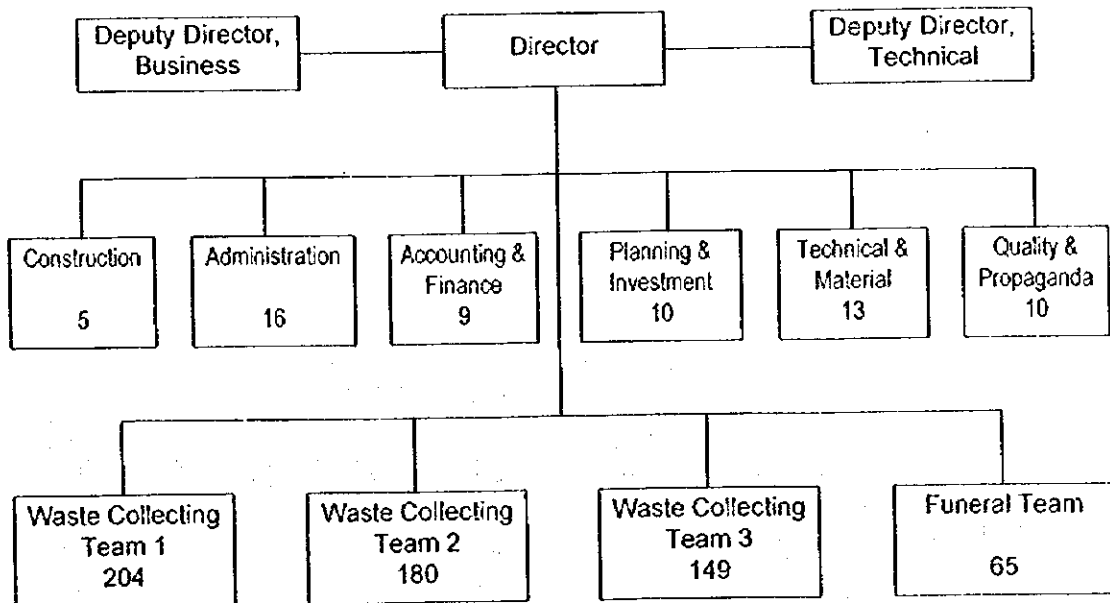 Deputy Director,
Business
Director
Deputy Director,
Technical
Construction
5
Administration
16
Accounting &
Finance
9
Planning &
Investment
10
Technical &
Material
13
Quality &
Propaganda
10
Waste Collecting
Team 1
204
Waste Collecting
Team 2
180
Waste Collecting
Team 3
149
Funeral Team
65